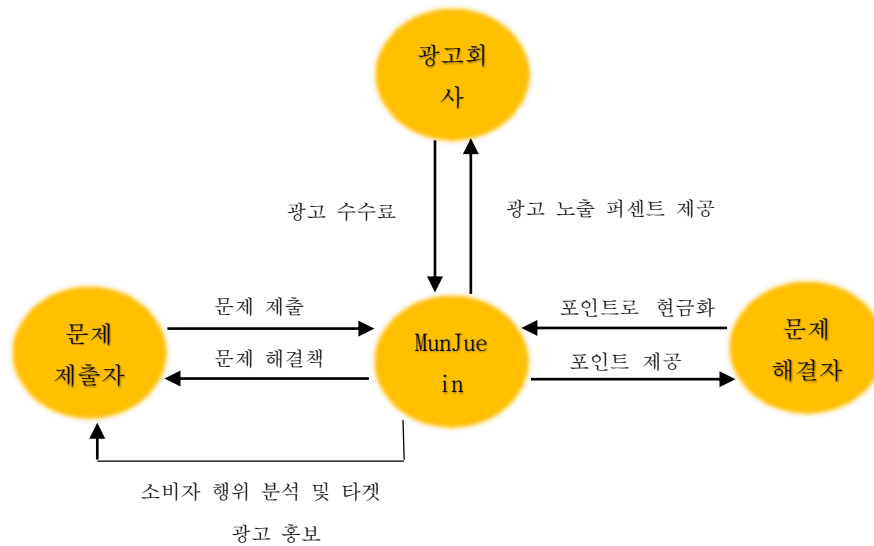 광고회
사
광고 수수료
광고 노출 퍼센트 제공
문제 제출
포인트로 현금화
문제
제출자
MunJue
in
문제
해결자
문제 해결책
포인트 제공
소비자 행위 분석 및 타겟
광고 홍보